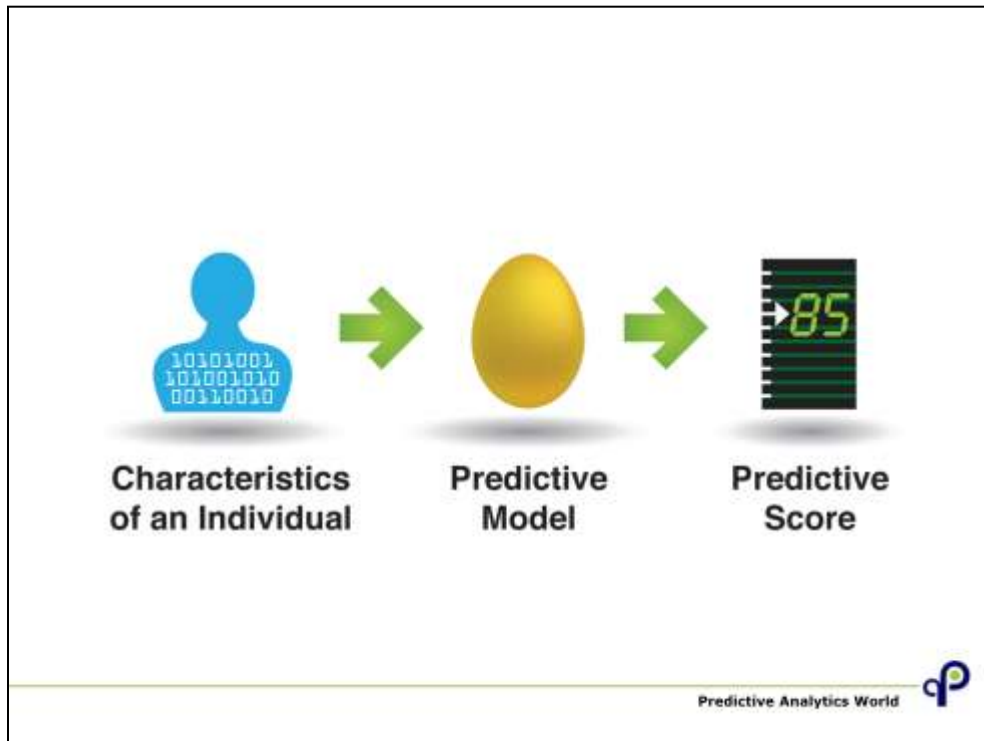 10101001
101001010
00110010
85
Characteristics
of an Individual
Predictive
Model
Predictive
Score
Predictive Analytics World